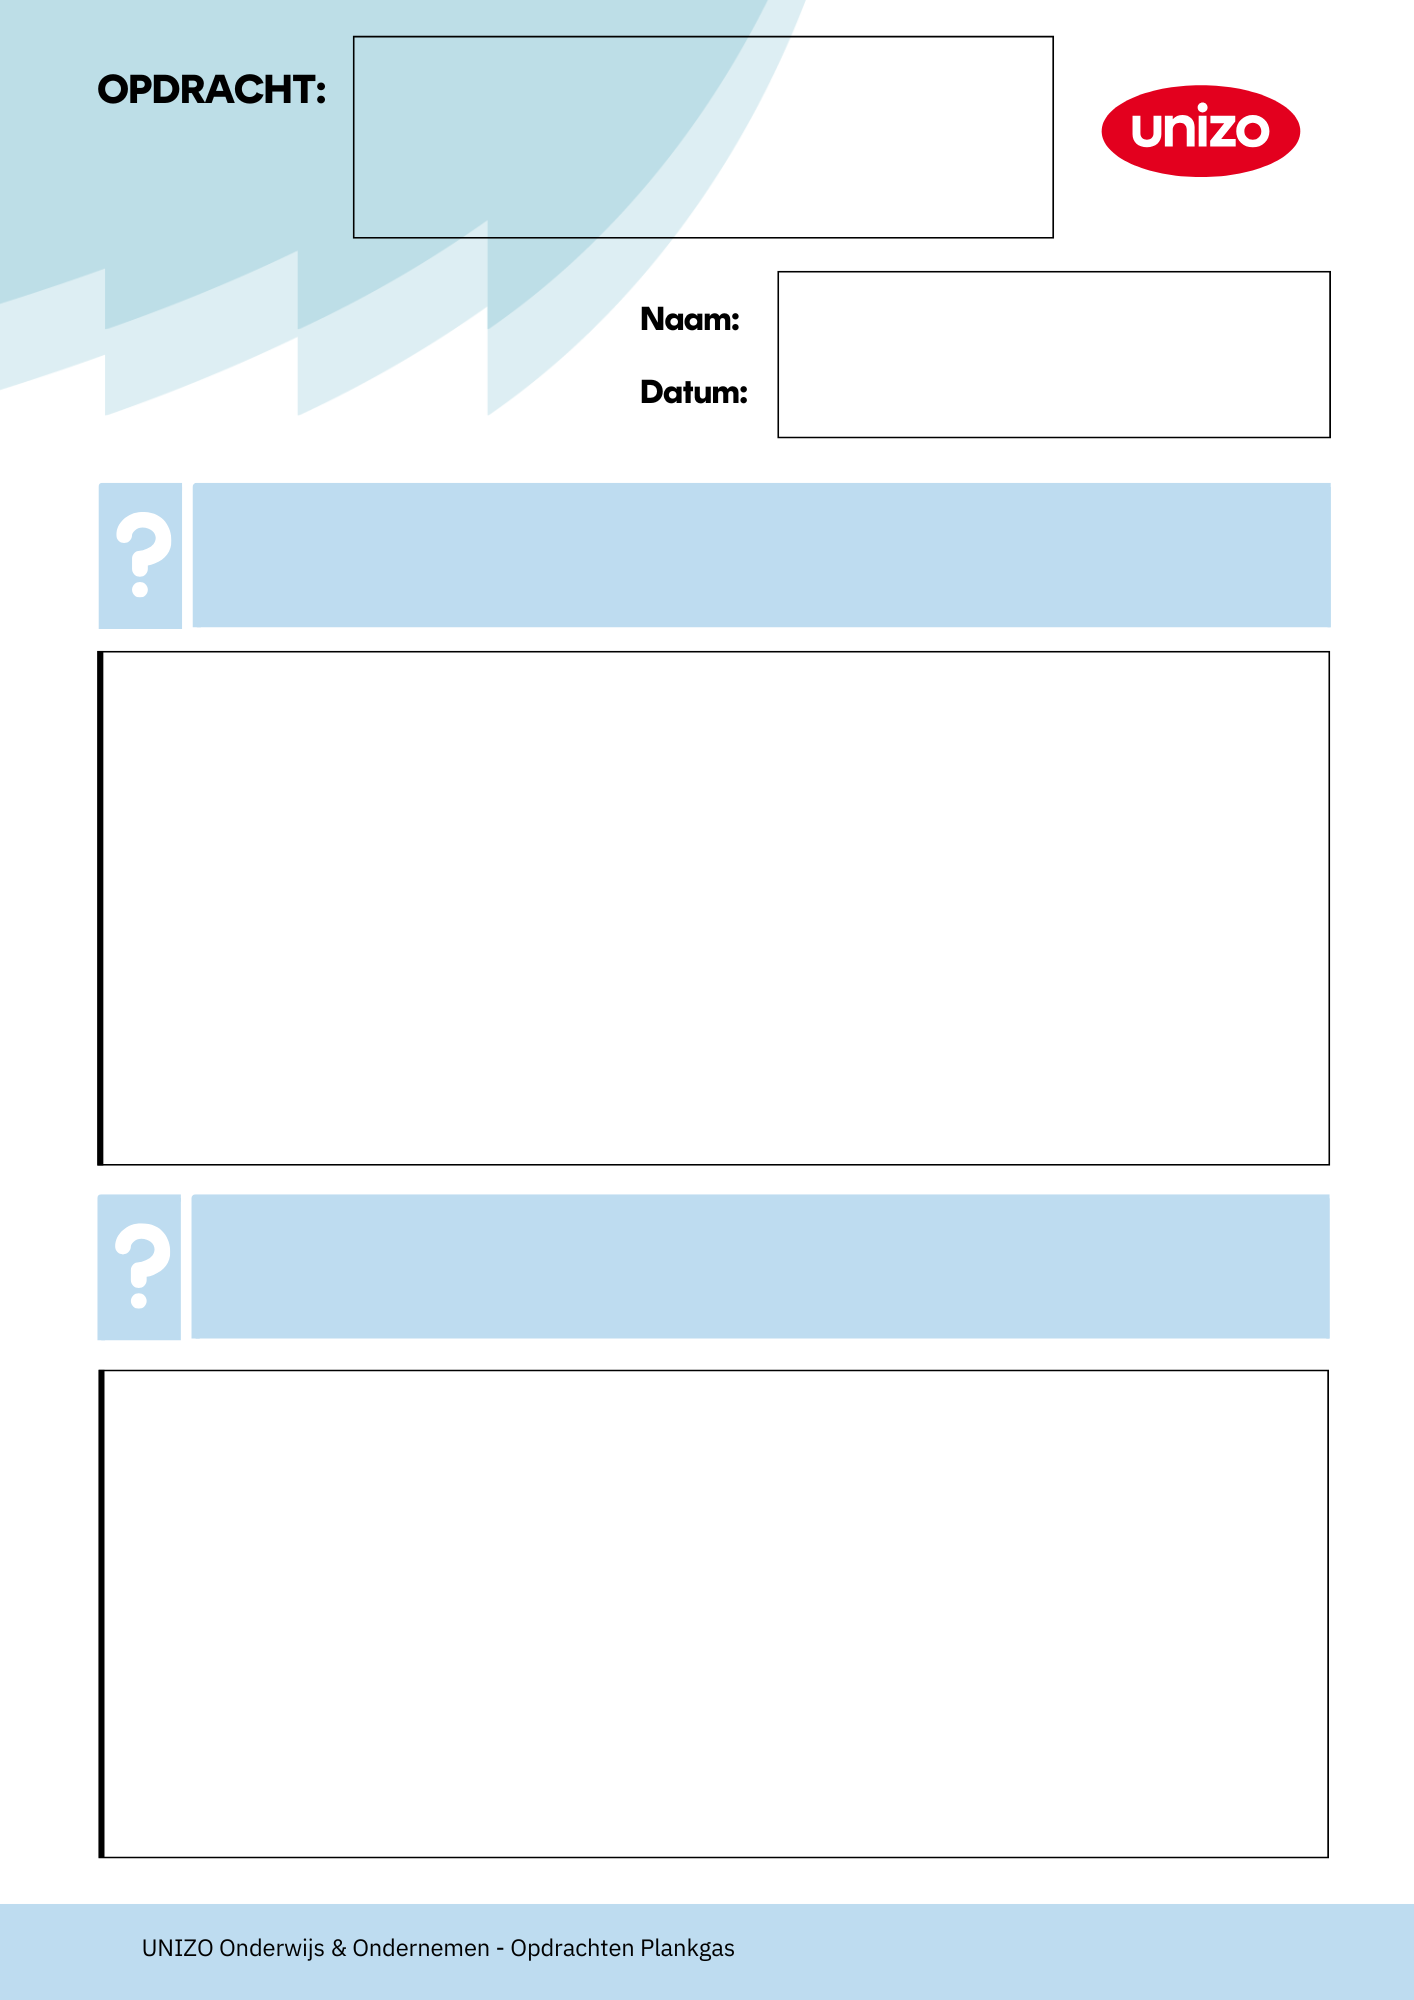 OPDRACHT:
unizo
Naam:
Datum:
?
?
UNIZO Onderwijs & Ondernemen - Opdrachten Plankgas